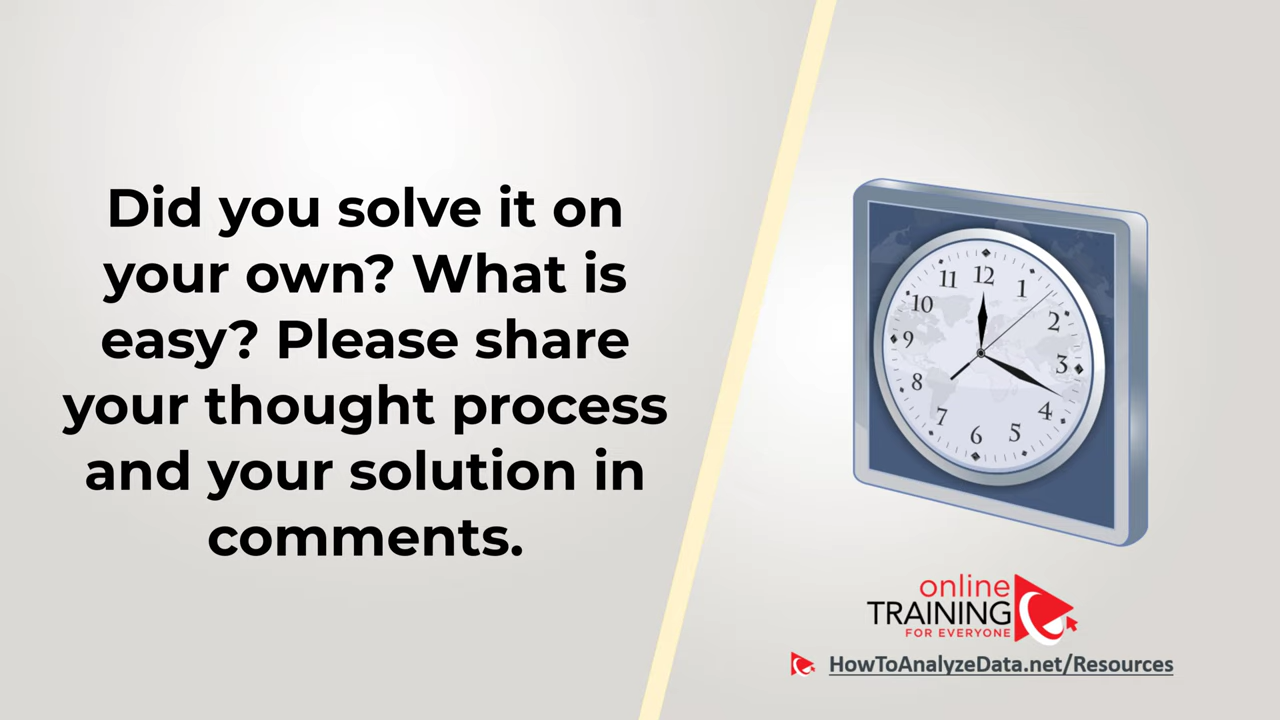 Did you solve it on
your own? What is
easy? Please share
your thought process
and your solution in
comments.
12
1
2
3
4
5
6
7
8
9
10
11
online
TRAINING
FOR EVERYONE
HowToAnalyzeData.net/Resources